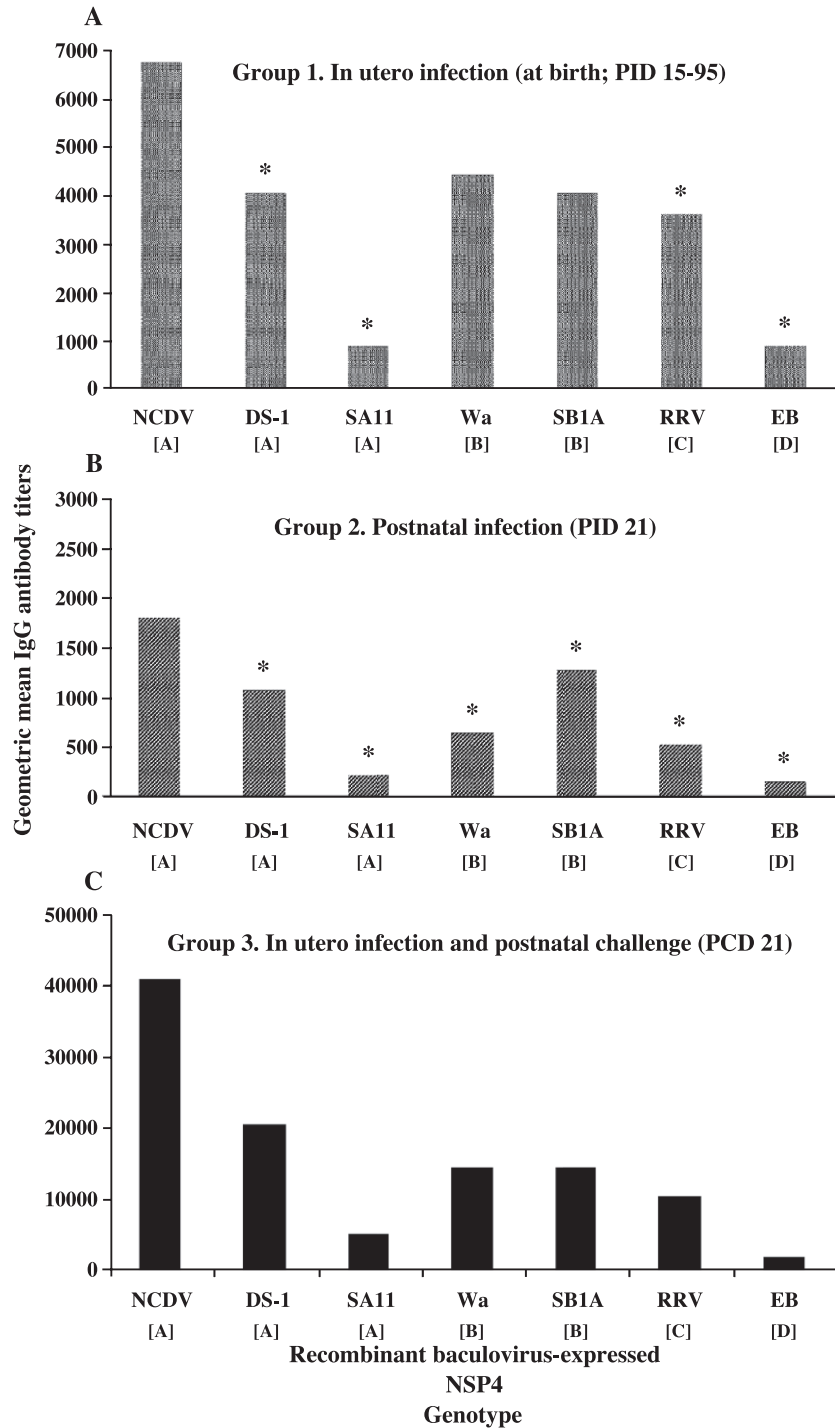 A
Group 1. In utero infection (at birth; PID 15-95)
7000
6000
5000
4000
3000
2000
1000
0
*
*
*
*
NCDV DS-1 SA11 Wa SB1A RRV EB
[A] [A] [A] [B] [B] [C] [D]
B
Group 2. Postnatal infection (PID 21)
3000
2500
2000
1500
1000
500
0
*
*
*
*
*
*
NCDV DS-1 SA11 Wa SB1A RRV EB
[A] [A] [A] [B] [B] [C] [D]
Geometric mean IgG antibody titers
C
Group 3. In utero infection and postnatal challenge (PCD 21)
50000
40000
30000
20000
10000
0
NCDV DS-1 SA11 Wa SB1A RRV EB
[A] [A] [A] [B] [B] [C] [D]
Recombinant baculovirus-expressed
NSP4
Genotype